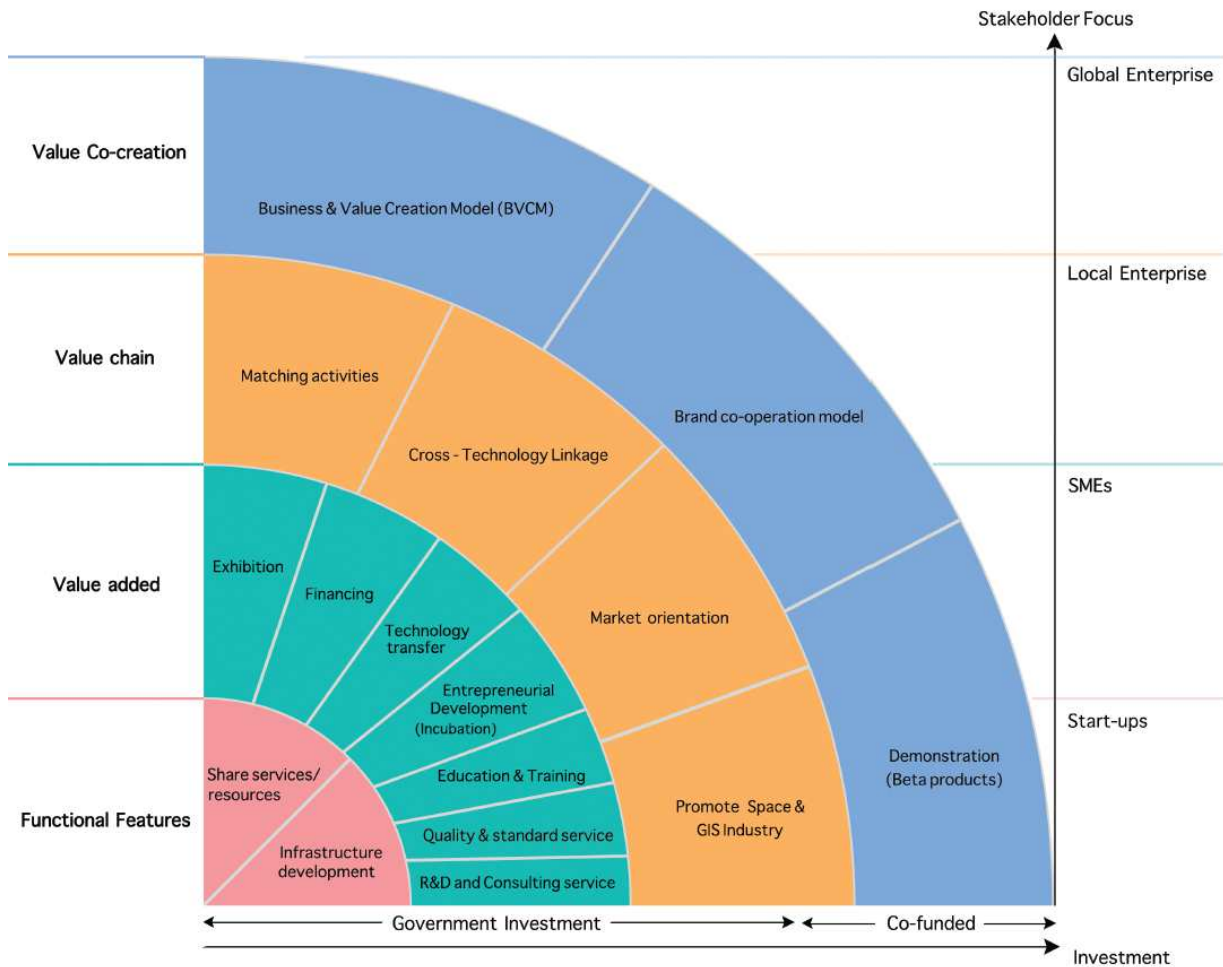 Stakeholder Focus
Global Enterprise
Value Co-creation
Business & Value Creation Model (BVCM)
Local Enterprise
Value chain
Matching activities
Brand co-operation model
Cross - Technology Linkage
SMEs
Value added
Exhibition
Financing
Technology
transfer
Market orientation
Entrepreneurial
Development
(Incubation)
Start-ups
Functional Features
Share services/
resources
Education & Training
Demonstration
(Beta products)
Promote Space &
GIS Industry
Quality & standard service
Infrastructure
development
R&D and Consulting service
Government Investment
Co-funded
Investment